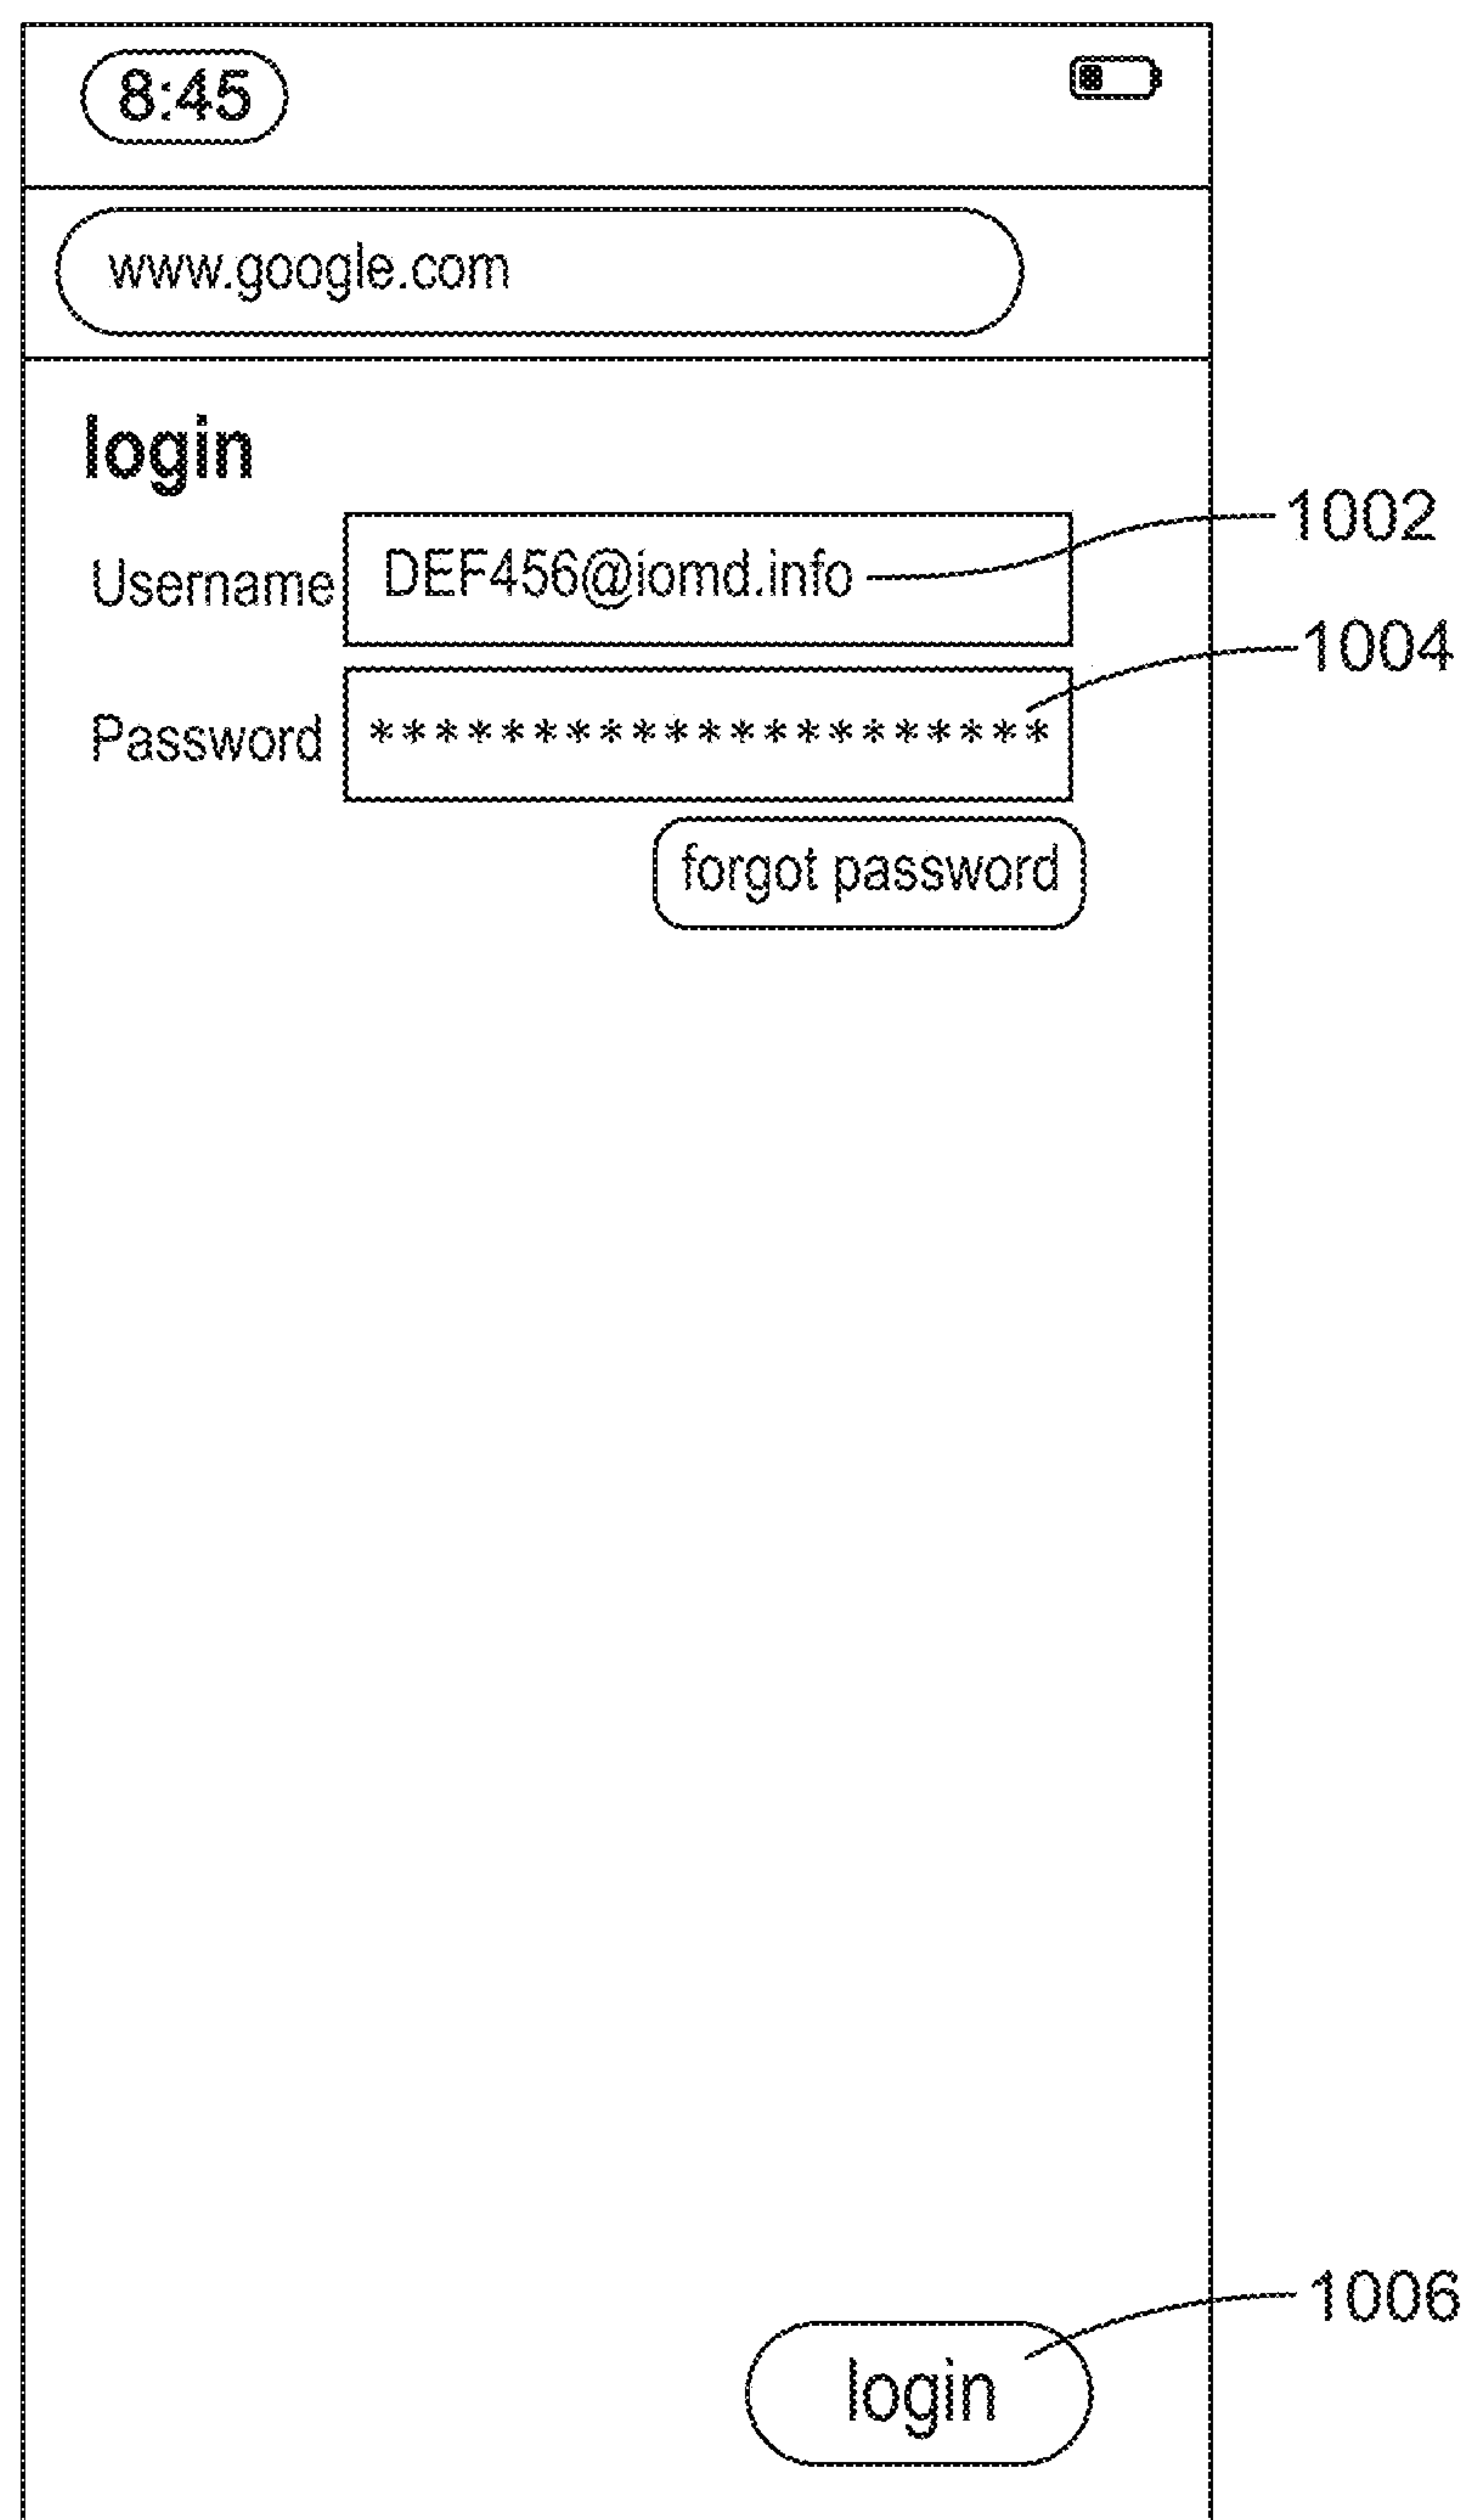 8:45
www.google.com
login
1002
Username DEF456@iomd.info
1004
Password *********************
forgot password
1006
login